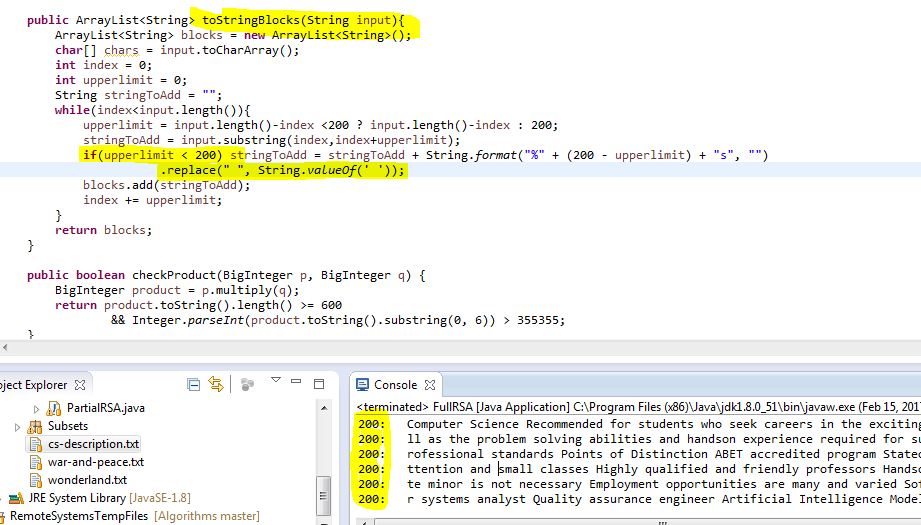 public ArrayList<String> toStringBlocks(String input){
ArrayList<String> blocks = new ArrayList<String>();
char[] chars = input.toCharArray();
int index = 0;
int upperlimit = 0;
String stringToAdd = "";
while(index<input.length()){
upperlimit = input.length()-index <200 ? input.length()-index : 200;
stringToAdd = input.substring(index,index+upperlimit);
if(upperlimit < 200) stringToAdd = stringToAdd + String.format("%" + (200 - upperlimit) + "s", "")
.replace(" ", String.valueOf(' '));
blocks.add(stringToAdd);
index += upperlimit;
}
return blocks;
}
public boolean checkProduct(BigInteger p, BigInteger q) {
BigInteger product = p.multiply(q);
return product.toString().length() >= 600
&& Integer.parseInt(product.toString().substring(0, 6)) > 355355;
}
oject Explorer
PartialRSA.java
Subsets
cs-description.txt
war-and-peace.txt
wonderland.txt
JRE System Library [JavaSE-1.8]
RemoteSystemsTempFiles [Algorithms master]
Console
<terminated> FullRSA [Java Application] C:\Program Files (x86)\Java\jdk1.8.0_51\bin\javaw.exe (Feb 15, 201
200: Computer Science Recommended for students who seek careers in the exciting
200: ll as the problem solving abilities and handson experience required for su
200: rofessional standards Points of Distinction ABET accredited program Stated
200: ttention and small classes Highly qualified and friendly professors Handso
200: te minor is not necessary Employment opportunities are many and varied Sof
200: r systems analyst Quality assurance engineer Artificial Intelligence Model